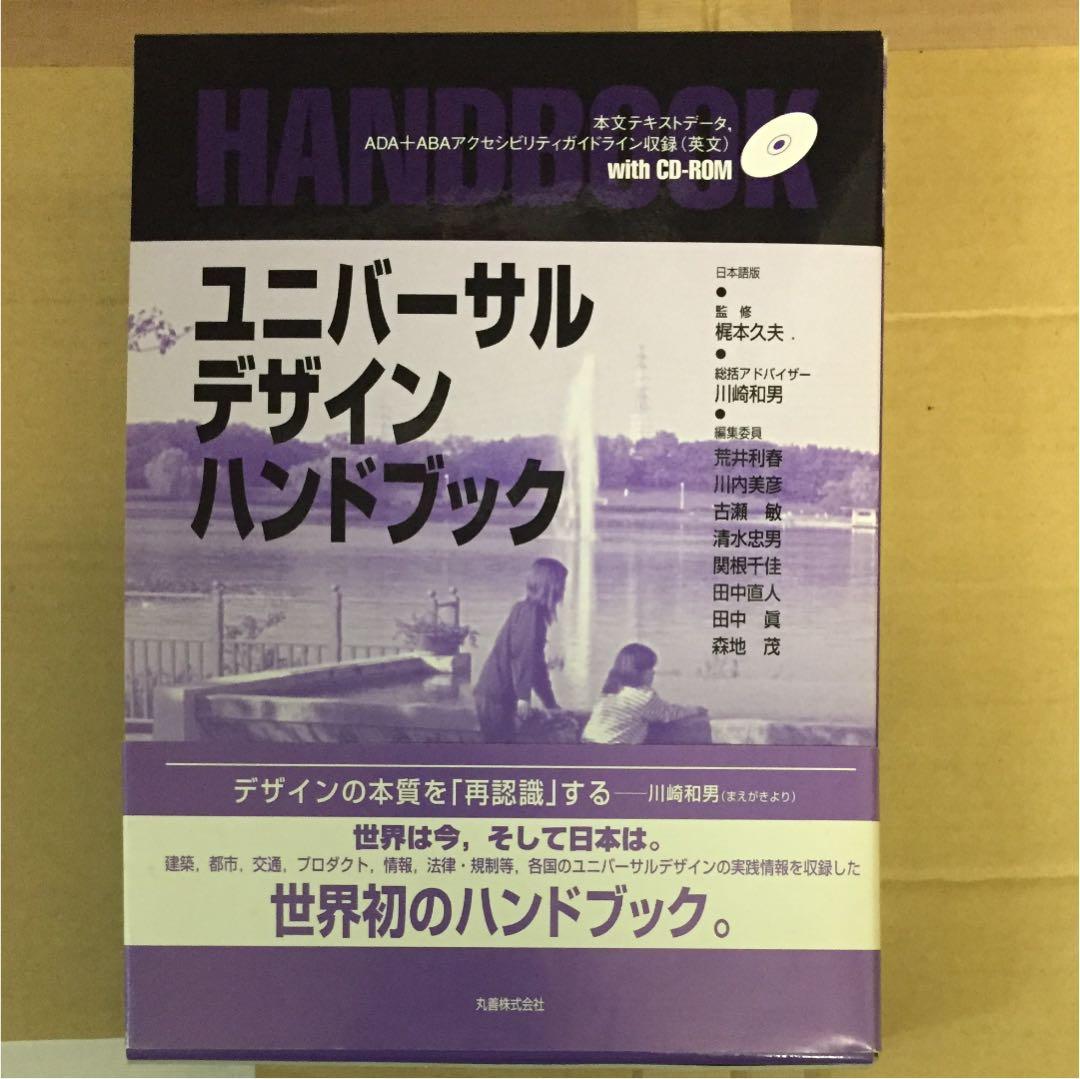 HANDBOOK
本文テキストデータ,
ADA+ABAアクセシビリティガイドライン収録(英文)
with CD-ROM
ユニバーサル
デザイン
ハンドブック
日本語版
●
監 修
梶本久夫
●
総括アドバイザー
川崎和男
●
編集委員
荒井利春
川内美彦
古瀬 敏
清水忠男
関根千佳
田中直人
田中 眞
森地 茂
デザインの本質を「再認識」する──川崎和男(まえがきより)
世界は今,そして日本は。
建築,都市,交通,プロダクト,情報,法律・規制等,各国のユニバーサルデザインの実践情報を収録した
世界初のハンドブック。
丸善株式会社